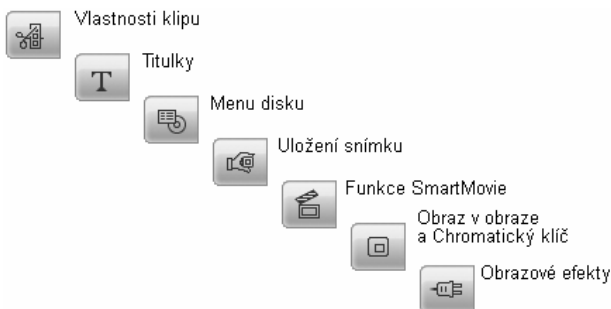 Vlastnosti klipu
T
Titulky
Menu disku
Uložení snímku
Funkce SmartMovie
Obraz v obraze
a Chromatický klíč
Obrazové efekty